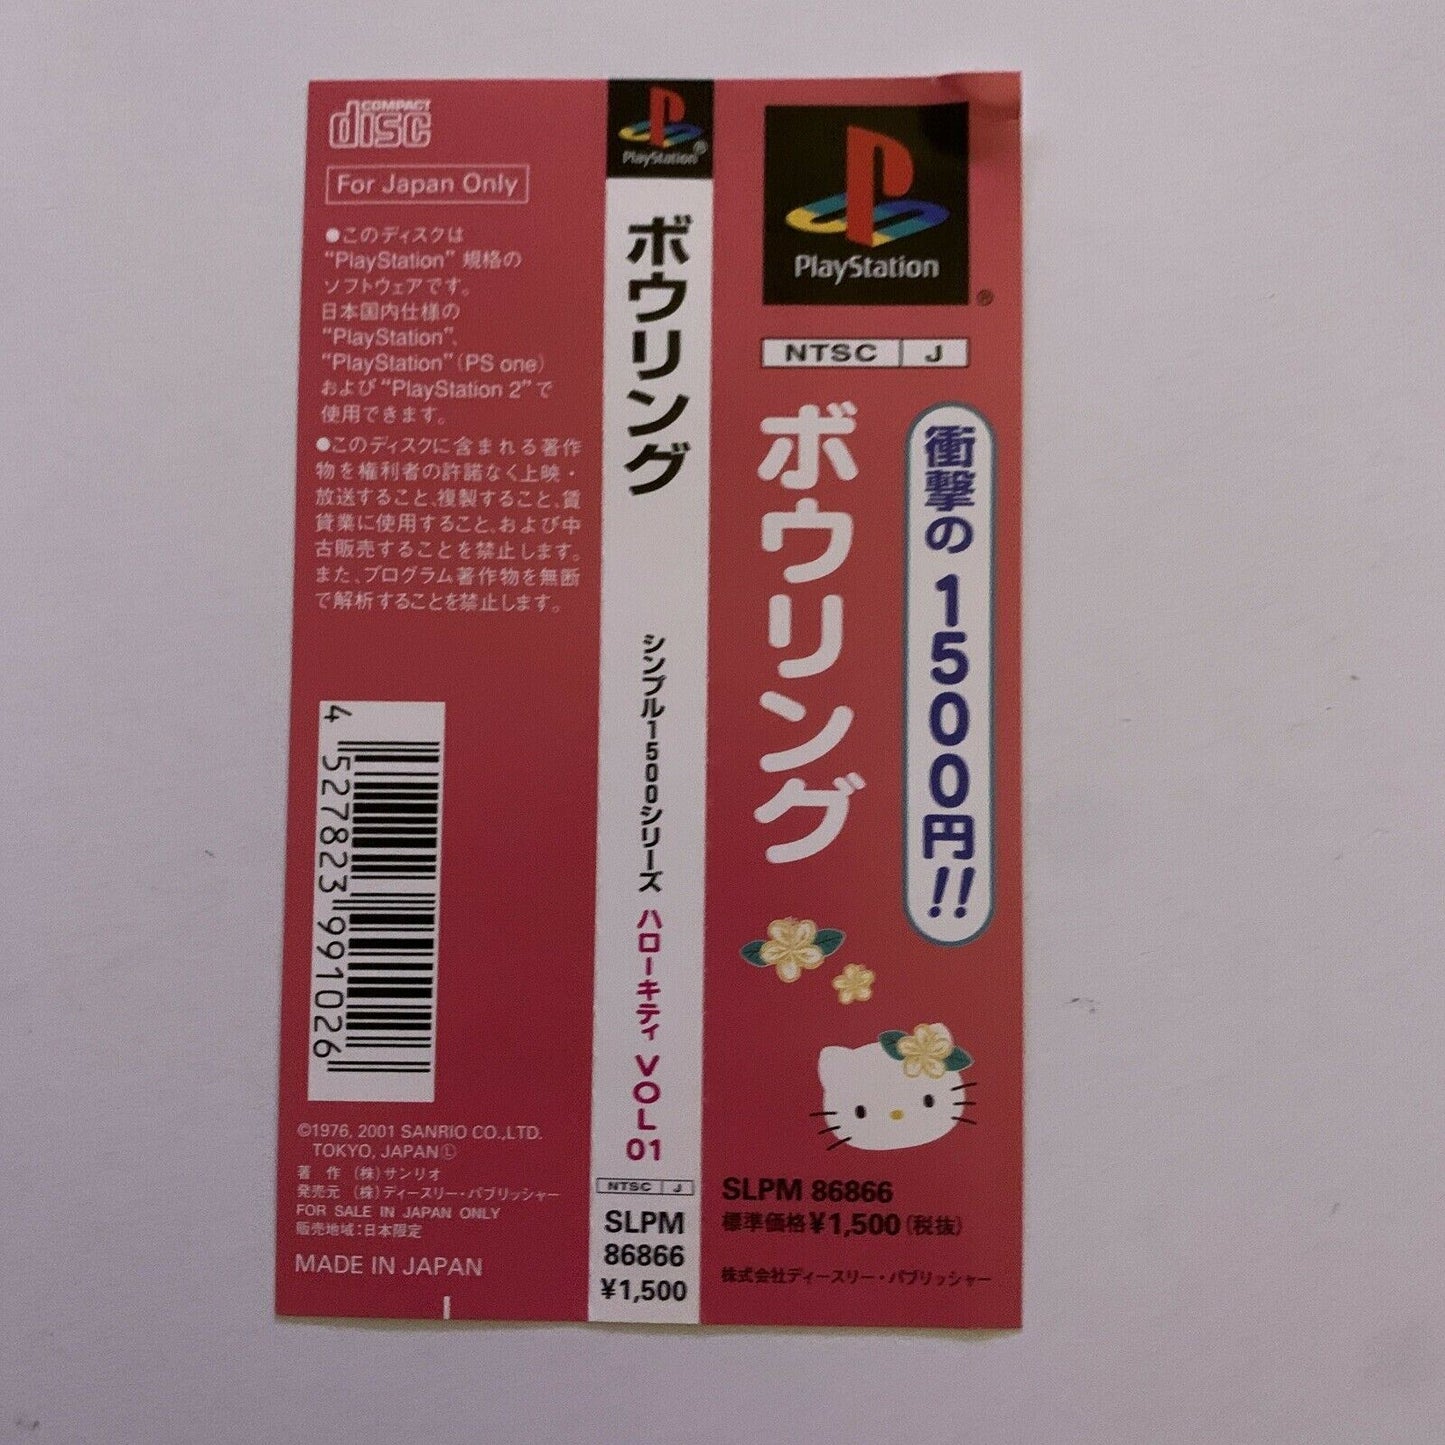 COMPACT
disc
For Japan Only
●このディスクは
“PlayStation” 規格の
ソフトウェアです。
日本国内仕様の
“PlayStation”、
“PlayStation”（PS one）
および “PlayStation 2” で
使用できます。
●このディスクに含まれる著作
物を権利者の許諾なく上映・
放送すること、複製すること、賃
貸業に使用すること、および中
古販売することを禁止します。
また、プログラム著作物を無断
で解析することを禁止します。
4 527823 991026
©1976, 2001 SANRIO CO.,LTD.
TOKYO, JAPAN Ⓛ
著 作 （株）サンリオ
発売元 （株）ディースリー・パブリッシャー
FOR SALE IN JAPAN ONLY
販売地域：日本限定
MADE IN JAPAN
PlayStation®
ボウリング
シンプル1500シリーズ ハローキティ VOL 01
NTSC J
SLPM
86866
¥1,500
PlayStation
®
NTSC J
ボウリング
衝撃の1500円!!
SLPM 86866
標準価格¥1,500（税抜）
株式会社ディースリー・パブリッシャー